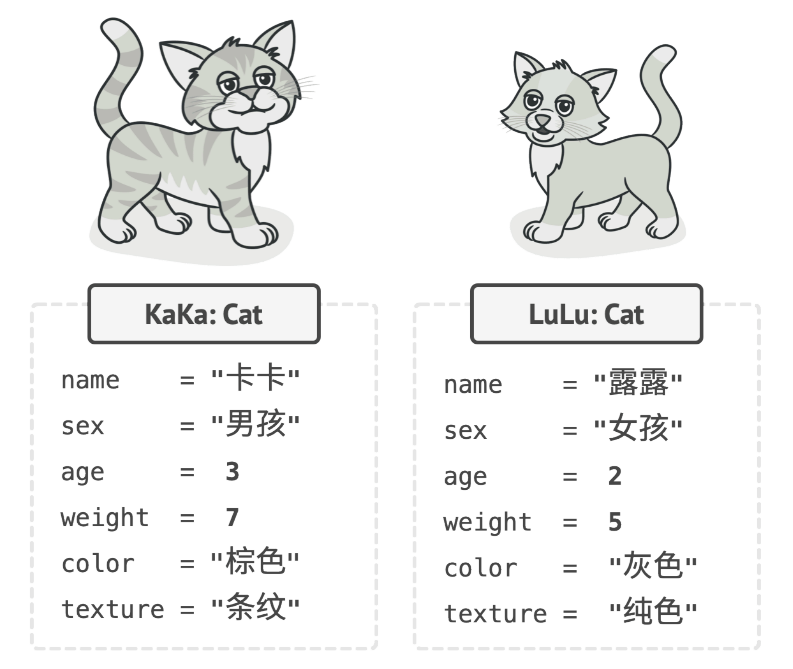 KaKa: Cat
name = "卡卡"
sex = "男孩"
age = 3
weight = 7
color = "棕色"
texture = "条纹"
LuLu: Cat
name = "露露"
sex = "女孩"
age = 2
weight = 5
color = "灰色"
texture = "纯色"